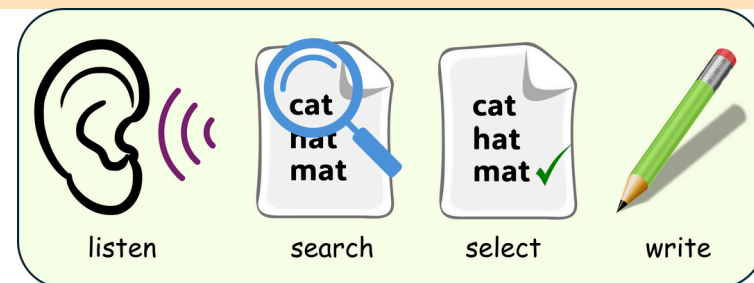 cat
hat
mat
cat
hat
mat
listen
search
select
write